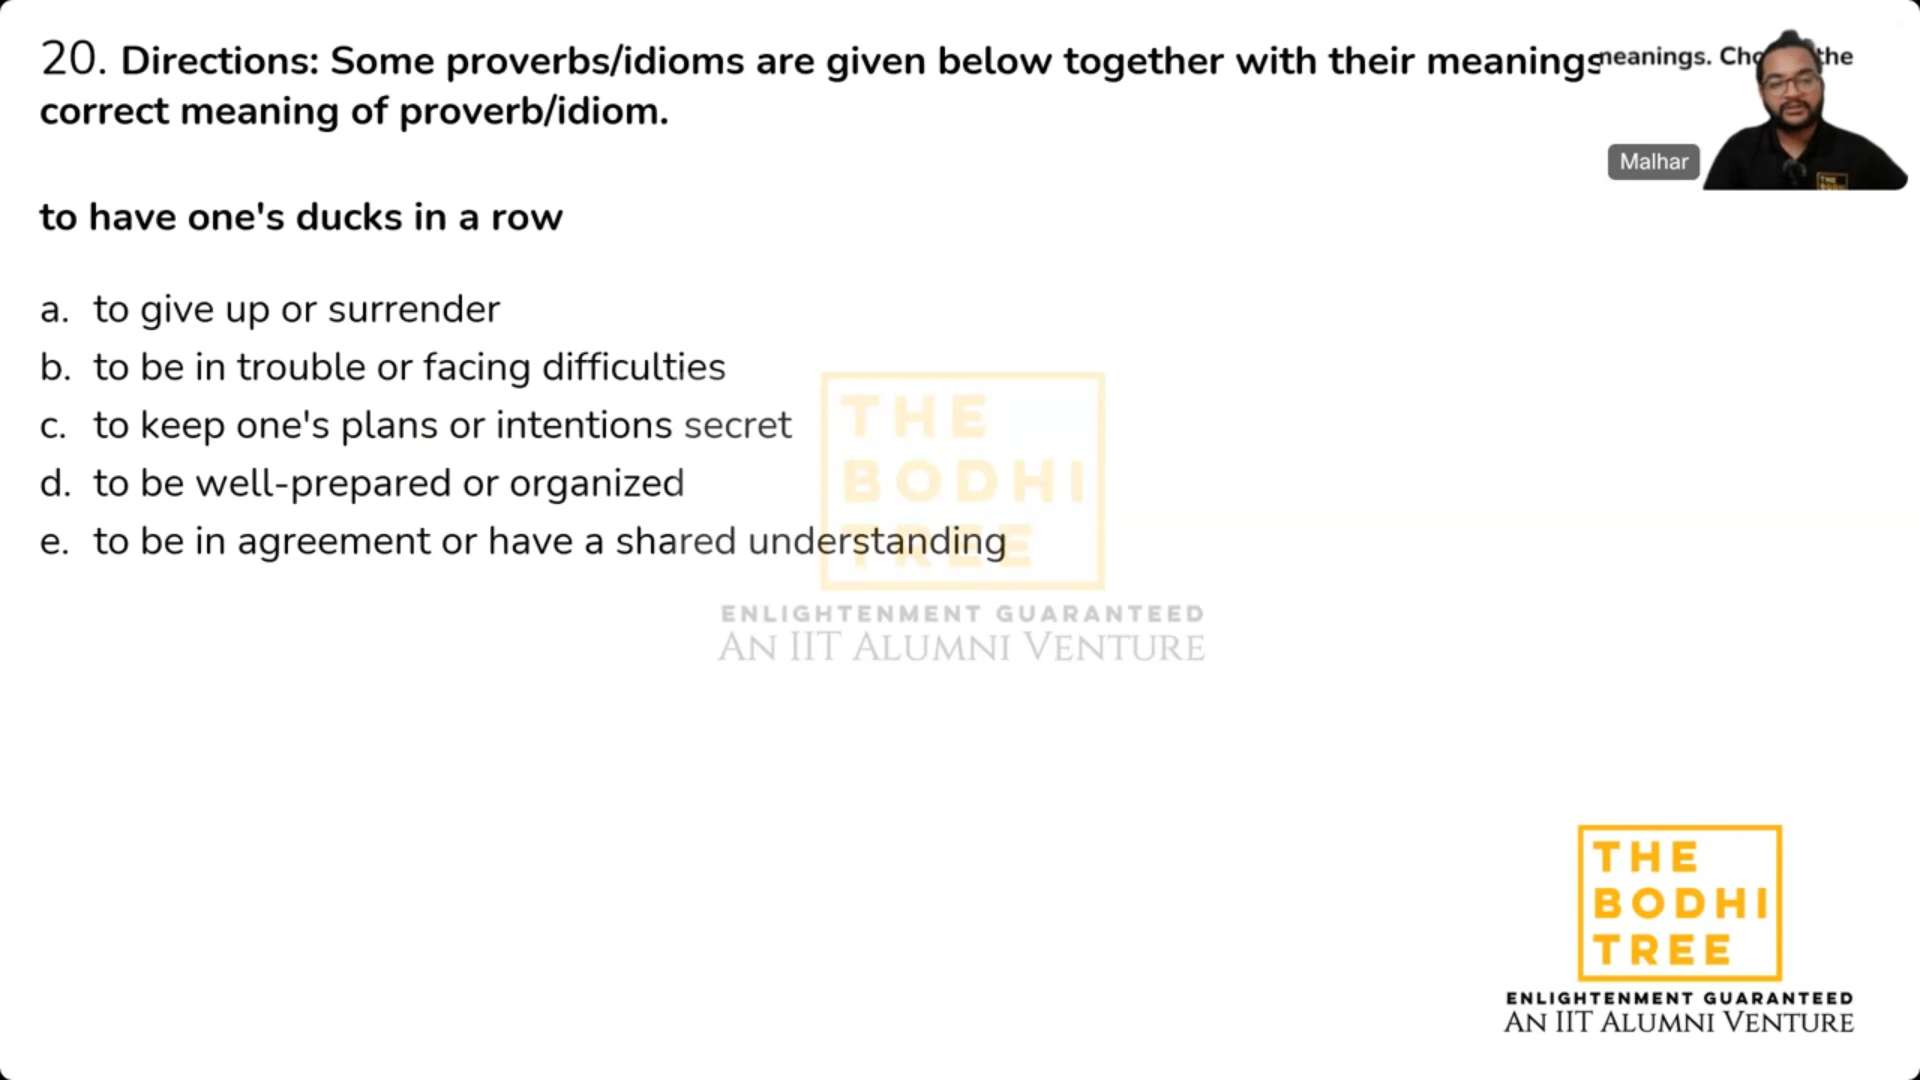 20. Directions: Some proverbs/idioms are given below together with their meanings meanings. the
correct meaning of proverb/idiom.
Malhar
to have one's ducks in a row
a. to give up or surrender
b. to be in trouble or facing difficulties
c. to keep one's plans or intentions secret
d. to be well-prepared or organized
e. to be in agreement or have a shared understanding
THE
BODHI
TREE
ENLIGHTENMENT GUARANTEED
AN IIT ALUMNI VENTURE
THE
BODHI
TREE
ENLIGHTENMENT GUARANTEED
AN IIT ALUMNI VENTURE